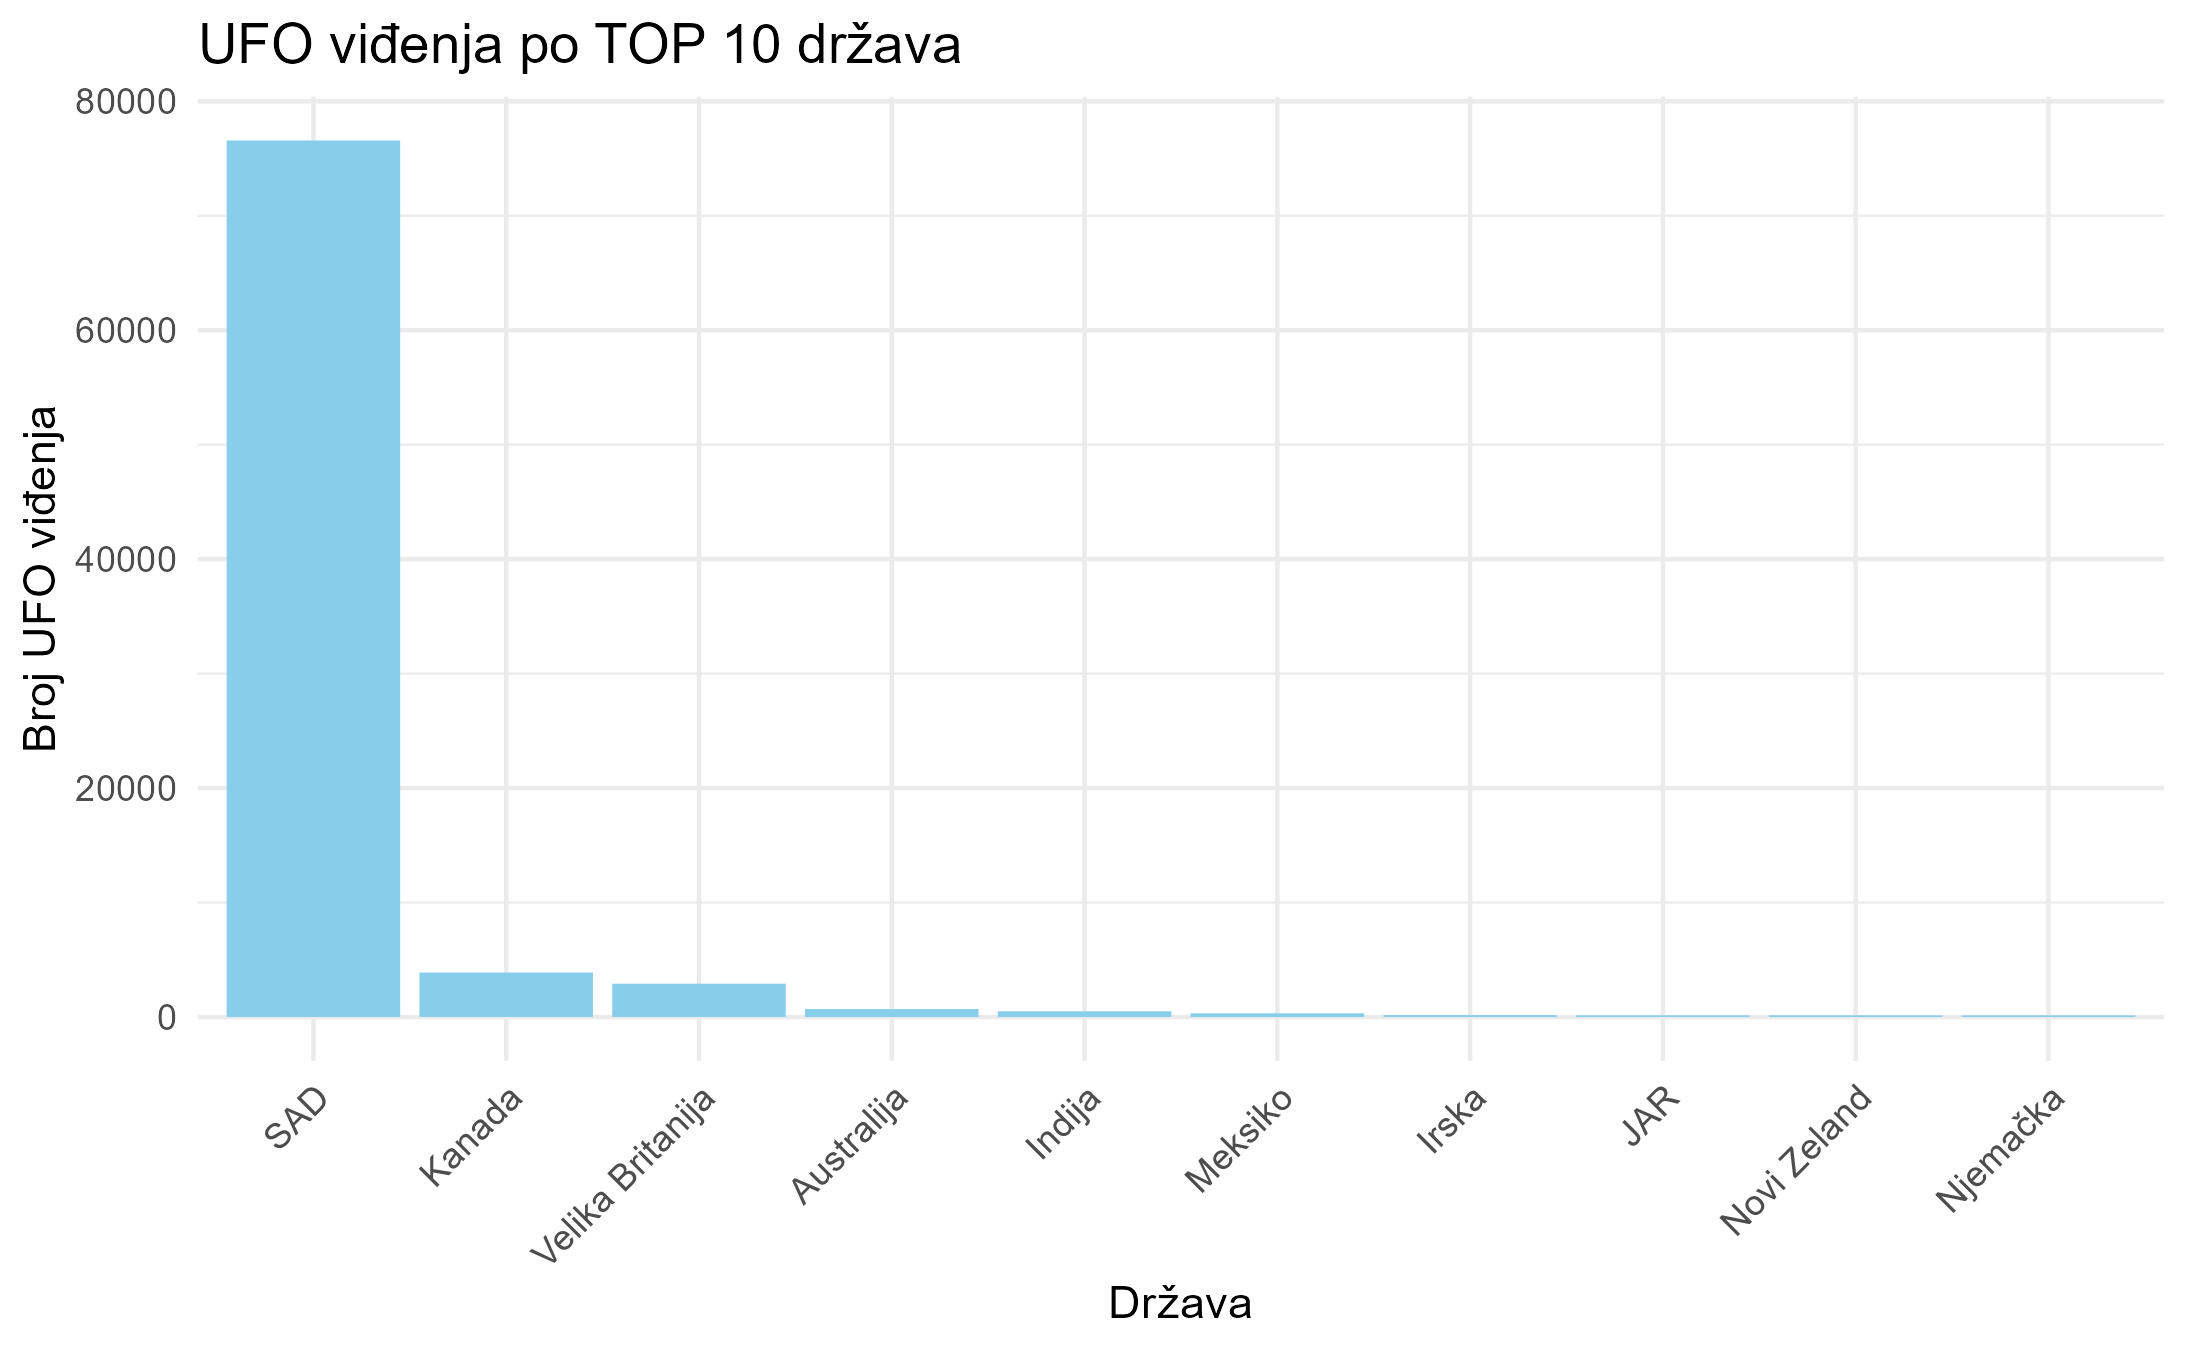 UFO viđenja po TOP 10 država
Broj UFO viđenja
80000
60000
40000
20000
0
SAD
Kanada
Velika Britanija
Australija
Indija
Meksiko
Irska
JAR
Novi Zeland
Njemačka
Država